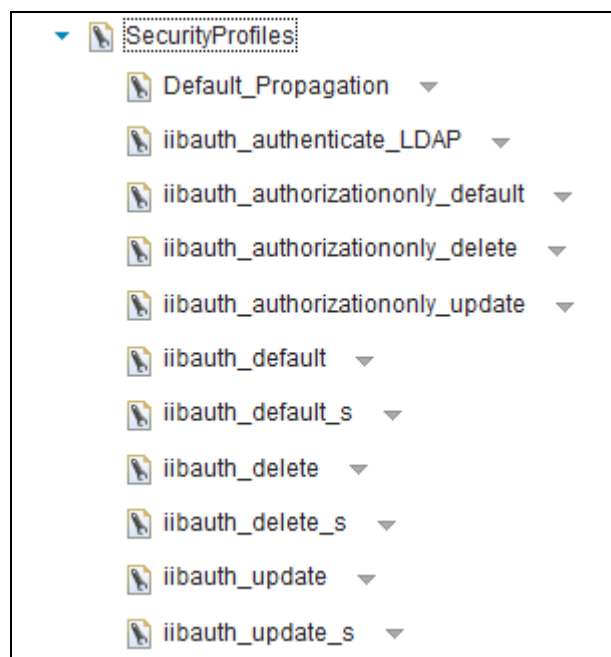 SecurityProfiles
Default_Propagation
iibauth_authenticate_LDAP
iibauth_authorizationonly_default
iibauth_authorizationonly_delete
iibauth_authorizationonly_update
iibauth_default
iibauth_default_s
iibauth_delete
iibauth_delete_s
iibauth_update
iibauth_update_s